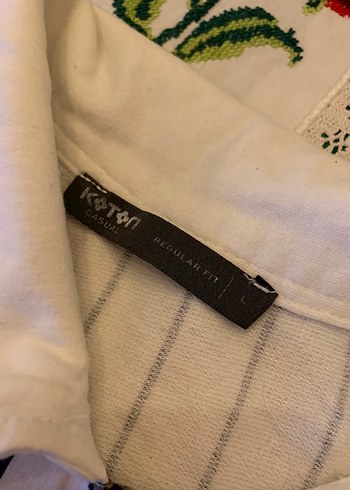 KOTON
CASUAL
REGULAR FIT
L